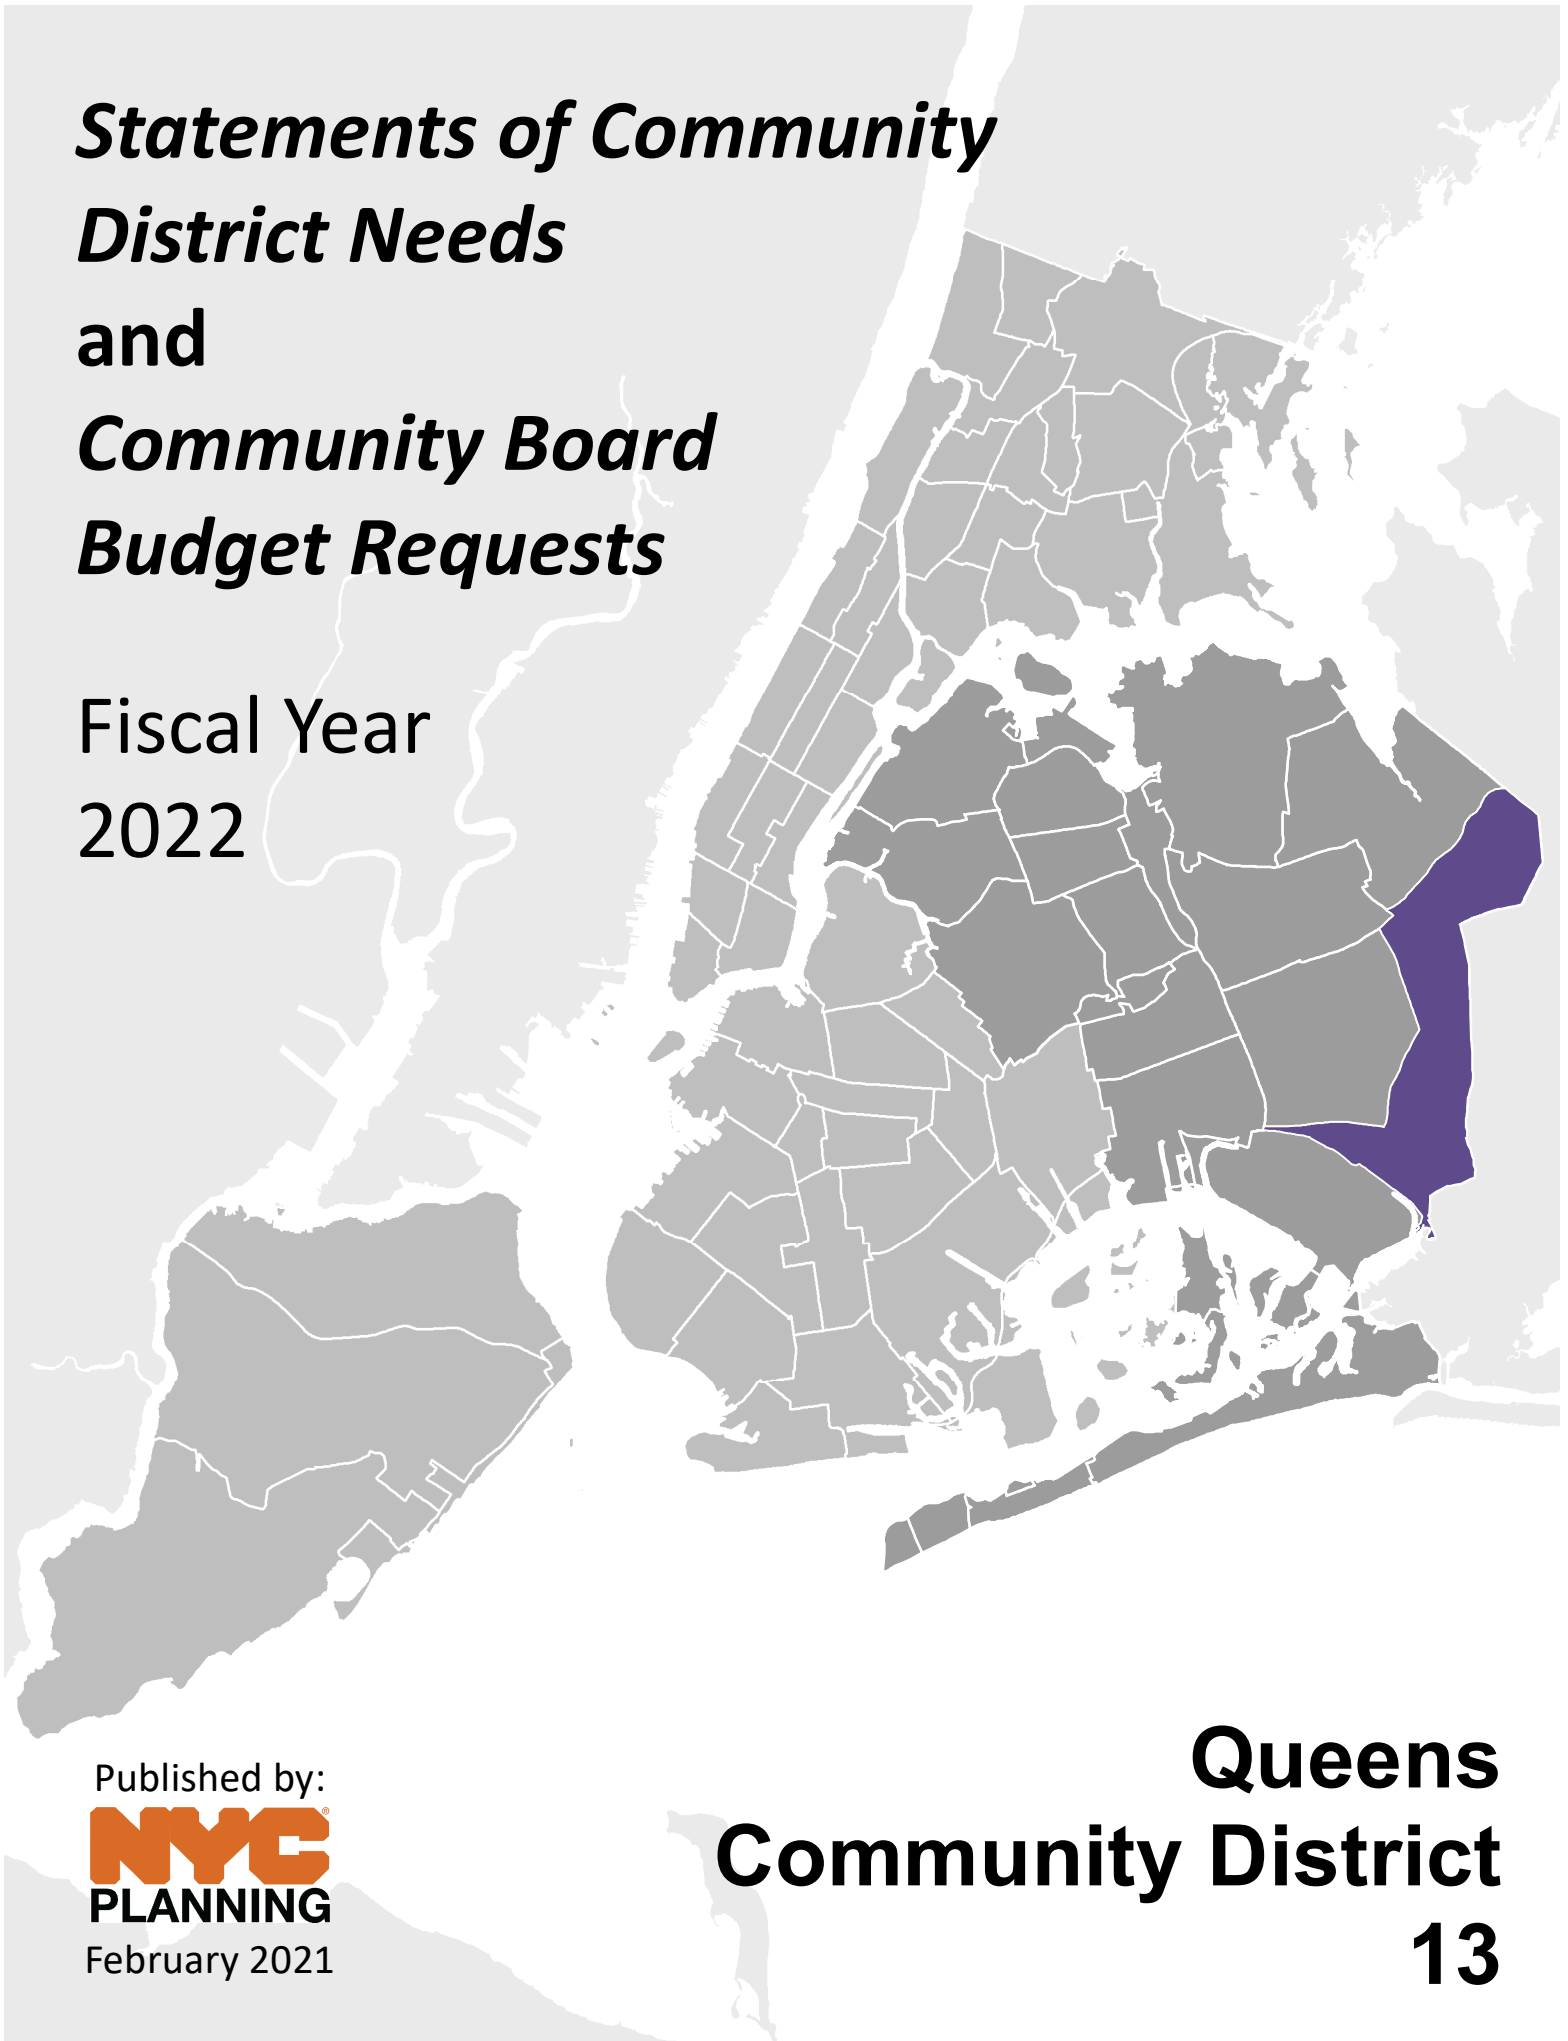 Statements of Community
District Needs
and
Community Board
Budget Requests
Fiscal Year
2022
Published by:
NYC®
PLANNING
February 2021
Queens
Community District
13